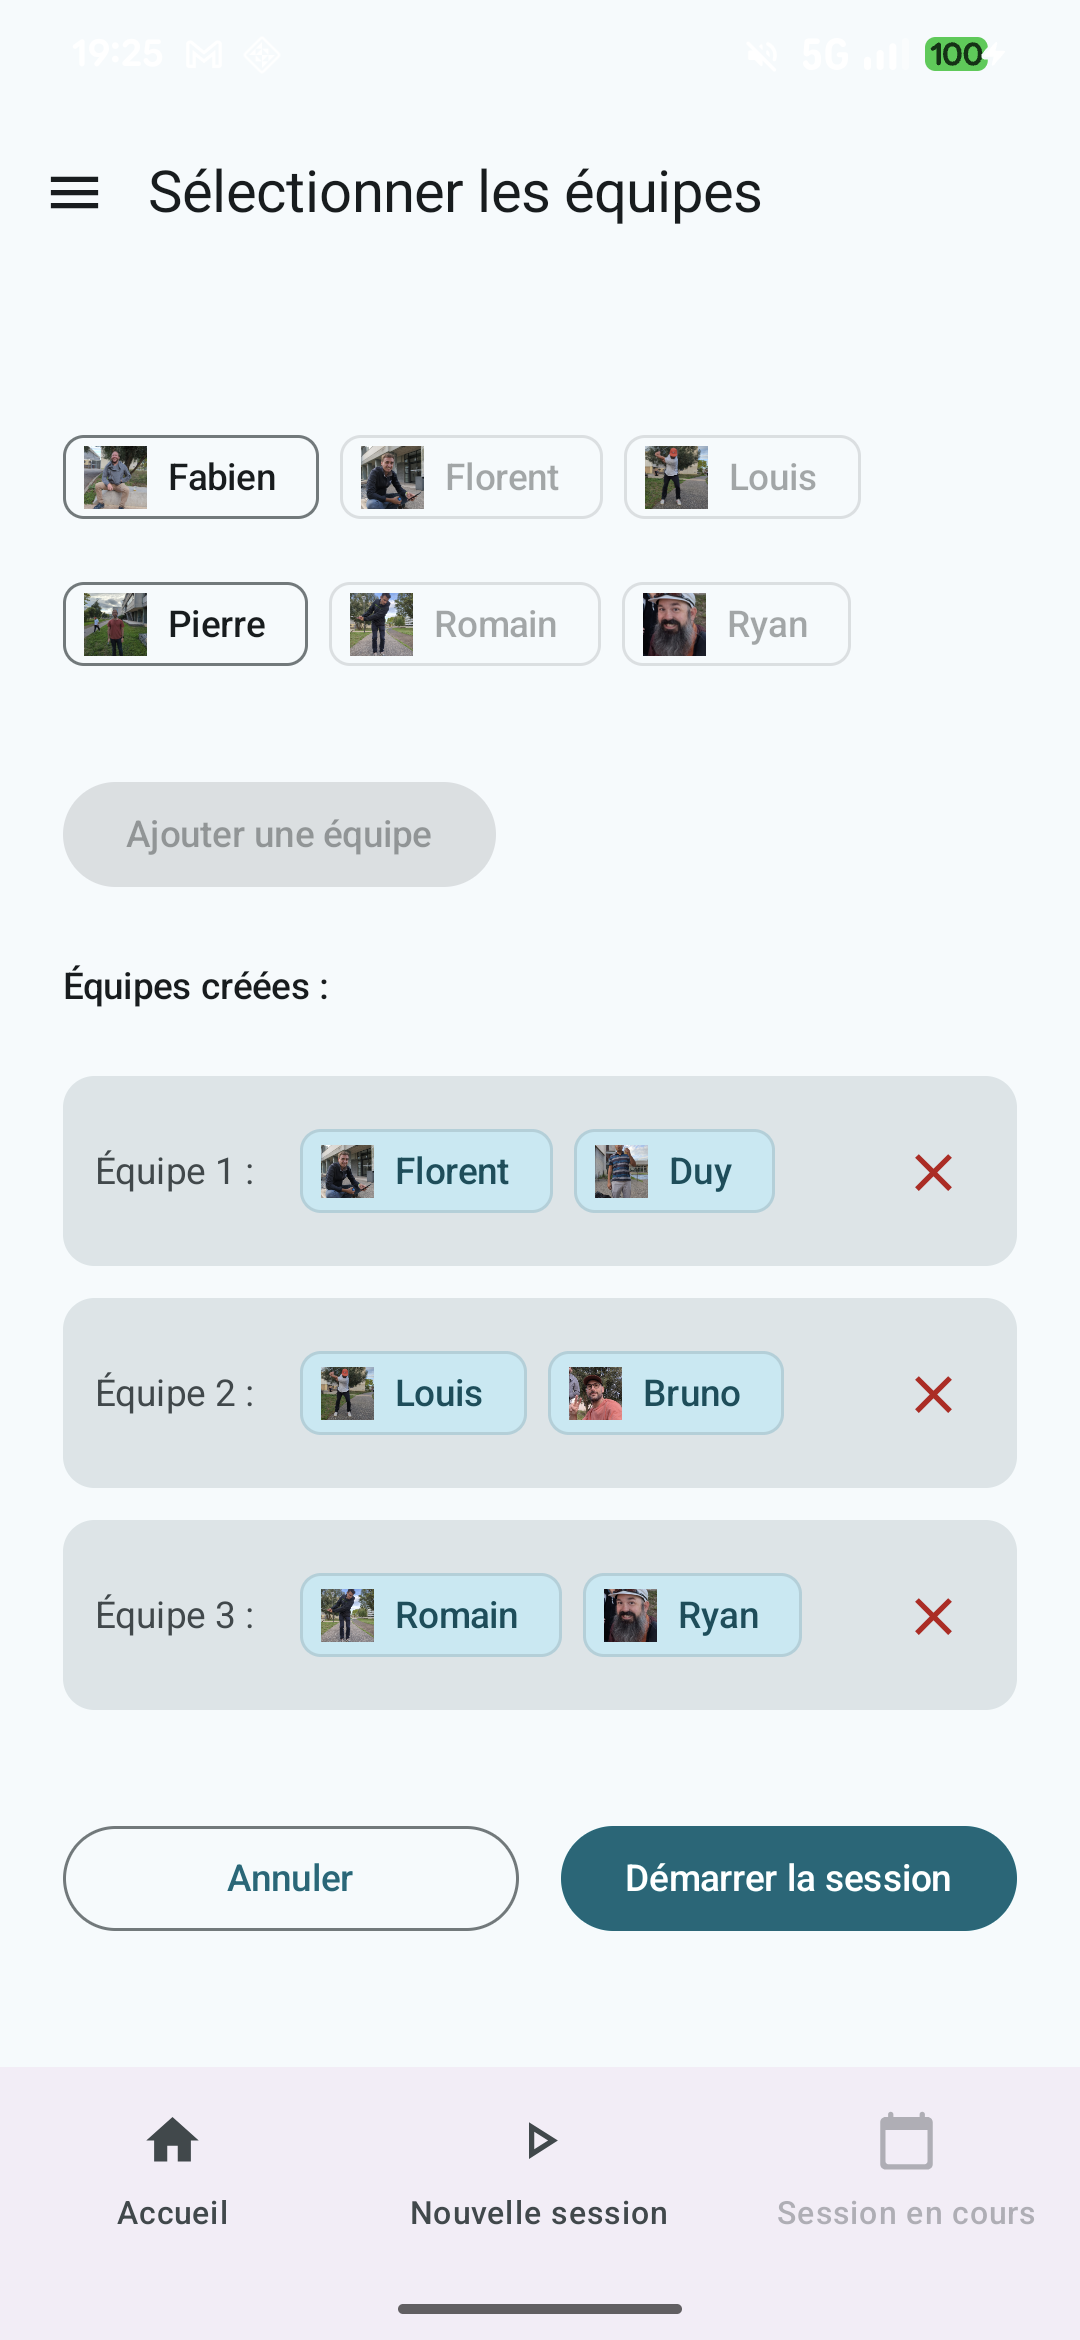 19:25 5G 100
Sélectionner les équipes
Fabien Florent Louis
Pierre Romain Ryan
Ajouter une équipe
Équipes créées :
Équipe 1 : Florent Duy
Équipe 2 : Louis Bruno
Équipe 3 : Romain Ryan
Annuler Démarrer la session
Accueil Nouvelle session Session en cours